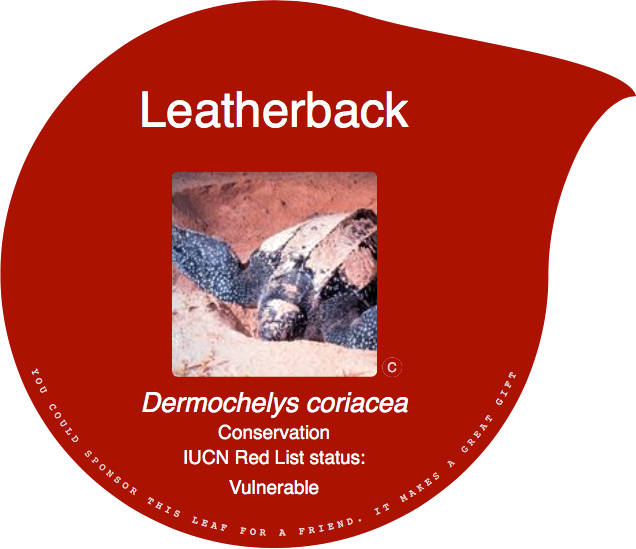 Leatherback
C
Dermochelys coriacea
Conservation
IUCN Red List status:
Vulnerable
YOU COULD SPONSOR THIS LEAF FOR A FRIEND, IT MAKES A GREAT GIFT